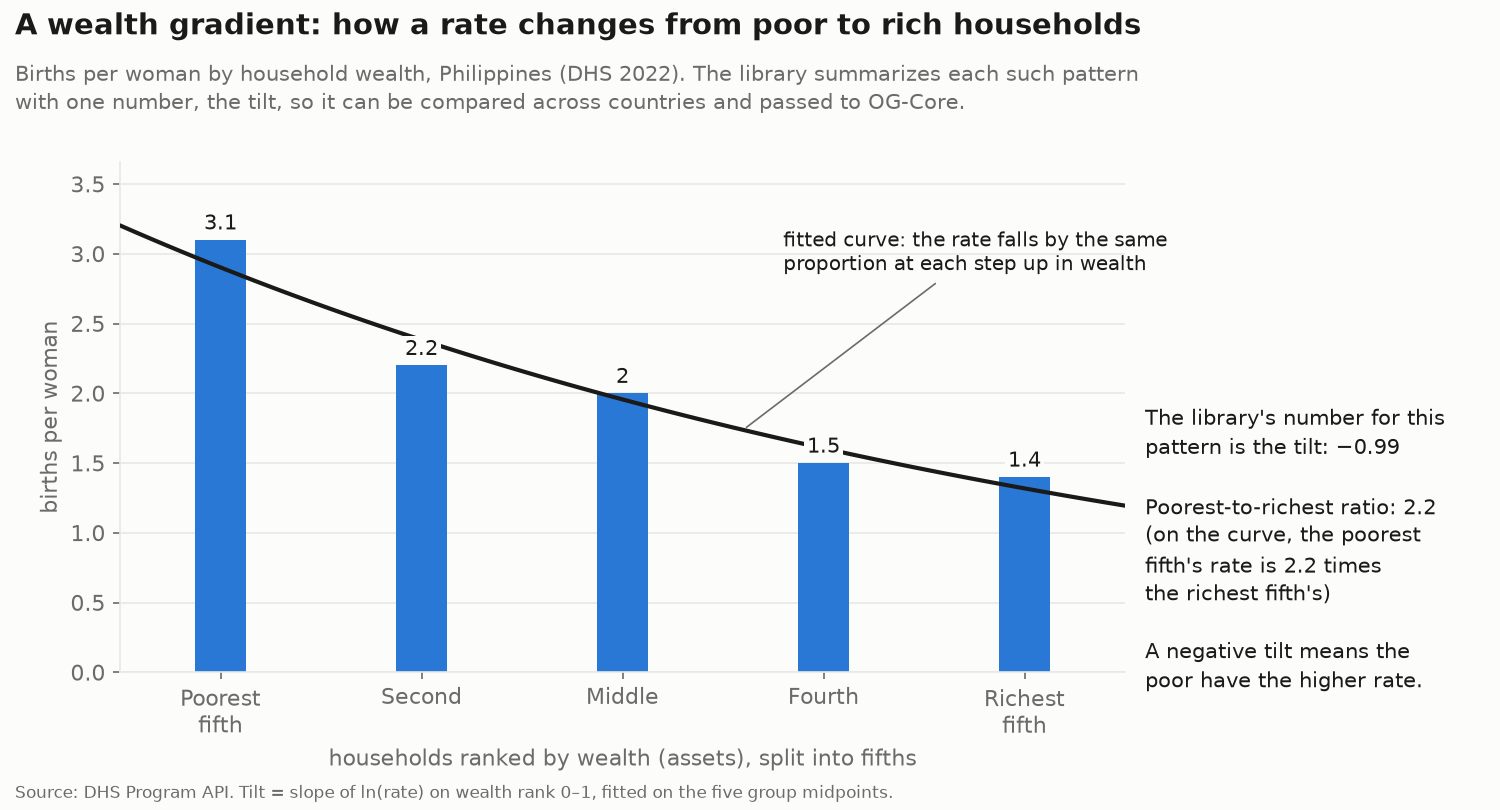 A wealth gradient: how a rate changes from poor to rich households
Births per woman by household wealth, Philippines (DHS 2022). The library summarizes each such pattern
with one number, the tilt, so it can be compared across countries and passed to OG-Core.
births per woman
3.5
3.0
2.5
2.0
1.5
1.0
0.5
0.0
3.1
2.2
2
1.5
1.4
fitted curve: the rate falls by the same
proportion at each step up in wealth
The library's number for this
pattern is the tilt: −0.99
Poorest-to-richest ratio: 2.2
(on the curve, the poorest
fifth's rate is 2.2 times
the richest fifth's)
A negative tilt means the
poor have the higher rate.
Poorest
fifth
Second
Middle
Fourth
Richest
fifth
households ranked by wealth (assets), split into fifths
Source: DHS Program API. Tilt = slope of ln(rate) on wealth rank 0–1, fitted on the five group midpoints.